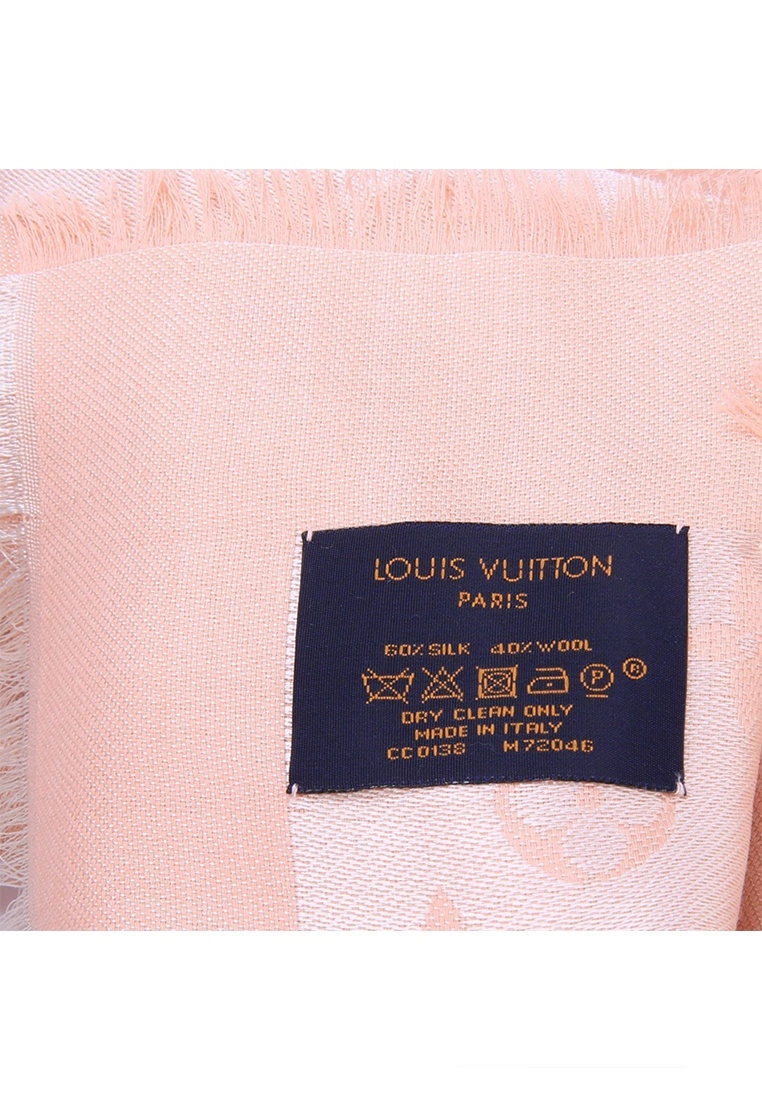 LOUIS VUITTON
PARIS
60% SILK 40% WOOL
P ®
DRY CLEAN ONLY
MADE IN ITALY
CC0138 M72046